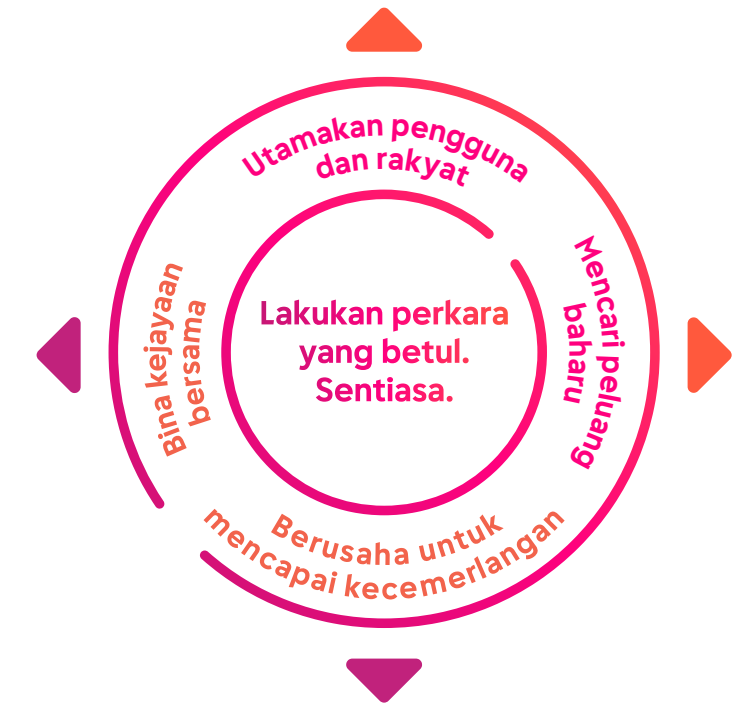 Utamakan pengguna
dan rakyat
Mencari peluang
baharu
Lakukan perkara
yang betul.
Sentiasa.
Bina kejayaan
bersama
Berusaha untuk
mencapai kecemerlangan